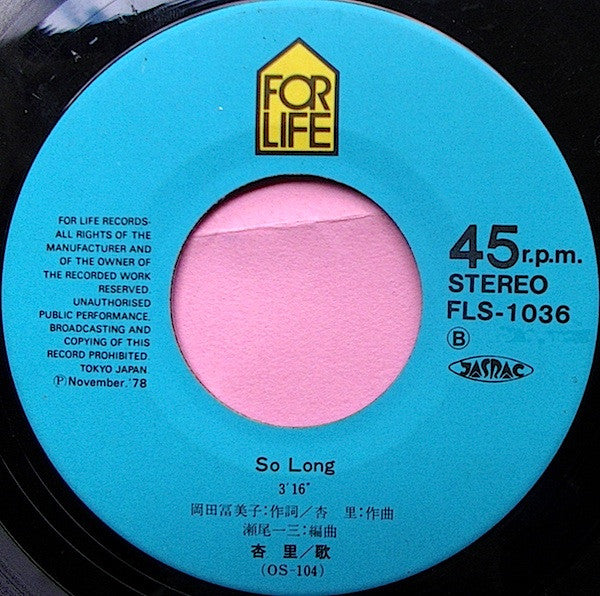 FOR
LIFE
FOR LIFE RECORDS-
ALL RIGHTS OF THE
MANUFACTURER AND
OF THE OWNER OF
THE RECORDED WORK
RESERVED.
UNAUTHORISED
PUBLIC PERFORMANCE.
BROADCASTING AND
COPYING OF THIS
RECORD PROHIBITED.
TOKYO JAPAN
Ⓟ November.'78
45 r.p.m.
STEREO
FLS-1036
Ⓑ
JASRAC
So Long
3'16"
岡田冨美子:作詞/杏 里:作曲
瀬尾一三:編曲
杏 里/歌
(OS-104)